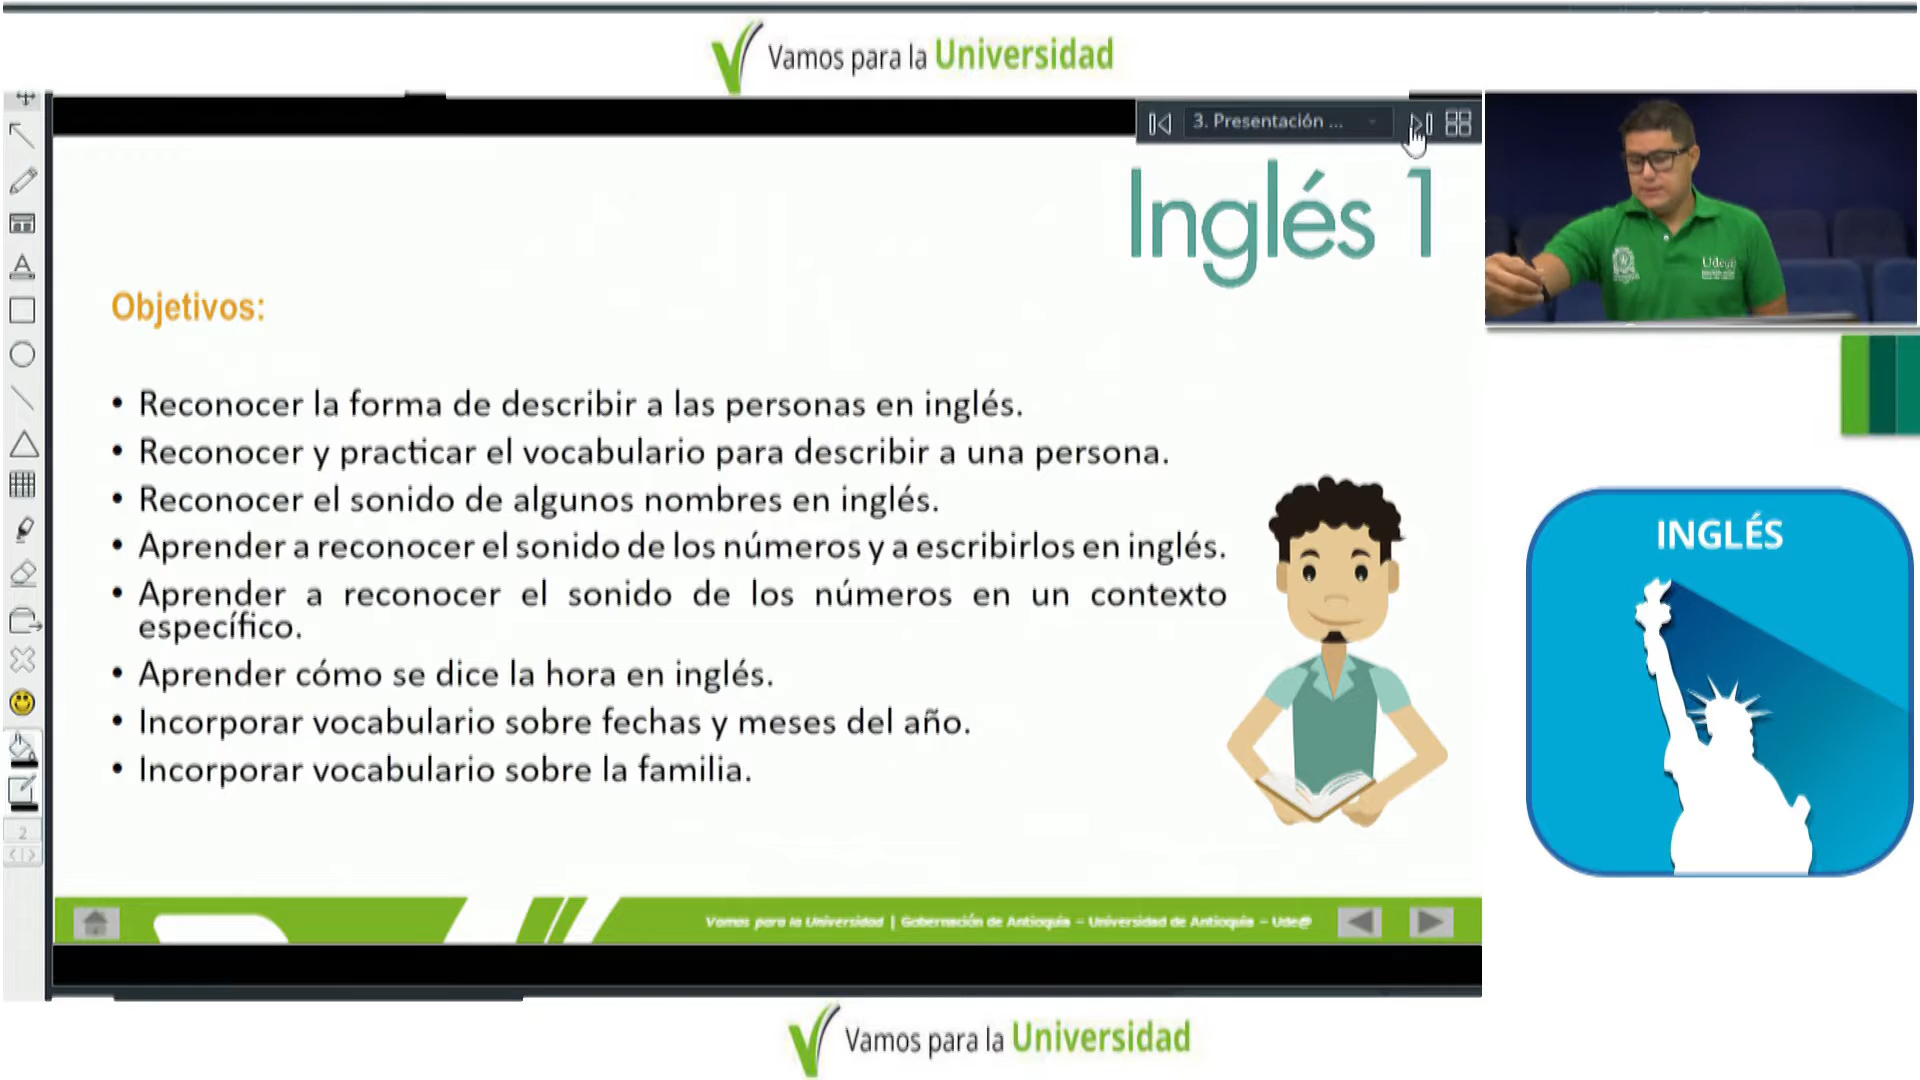 Vamos para la Universidad
3. Presentación ...
Inglés 1
Objetivos:
• Reconocer la forma de describir a las personas en inglés.
• Reconocer y practicar el vocabulario para describir a una persona.
• Reconocer el sonido de algunos nombres en inglés.
• Aprender a reconocer el sonido de los números y a escribirlos en inglés.
• Aprender a reconocer el sonido de los números en un contexto
específico.
• Aprender cómo se dice la hora en inglés.
• Incorporar vocabulario sobre fechas y meses del año.
• Incorporar vocabulario sobre la familia.
INGLÉS
2
Vamos para la Universidad | Gobernación de Antioquia – Universidad de Antioquia – Ude@
Vamos para la Universidad